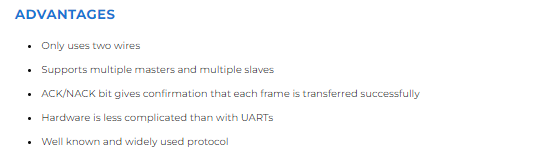 ADVANTAGES
Only uses two wires
Supports multiple masters and multiple slaves
ACK/NACK bit gives confirmation that each frame is transferred successfully
Hardware is less complicated than with UARTs
Well known and widely used protocol